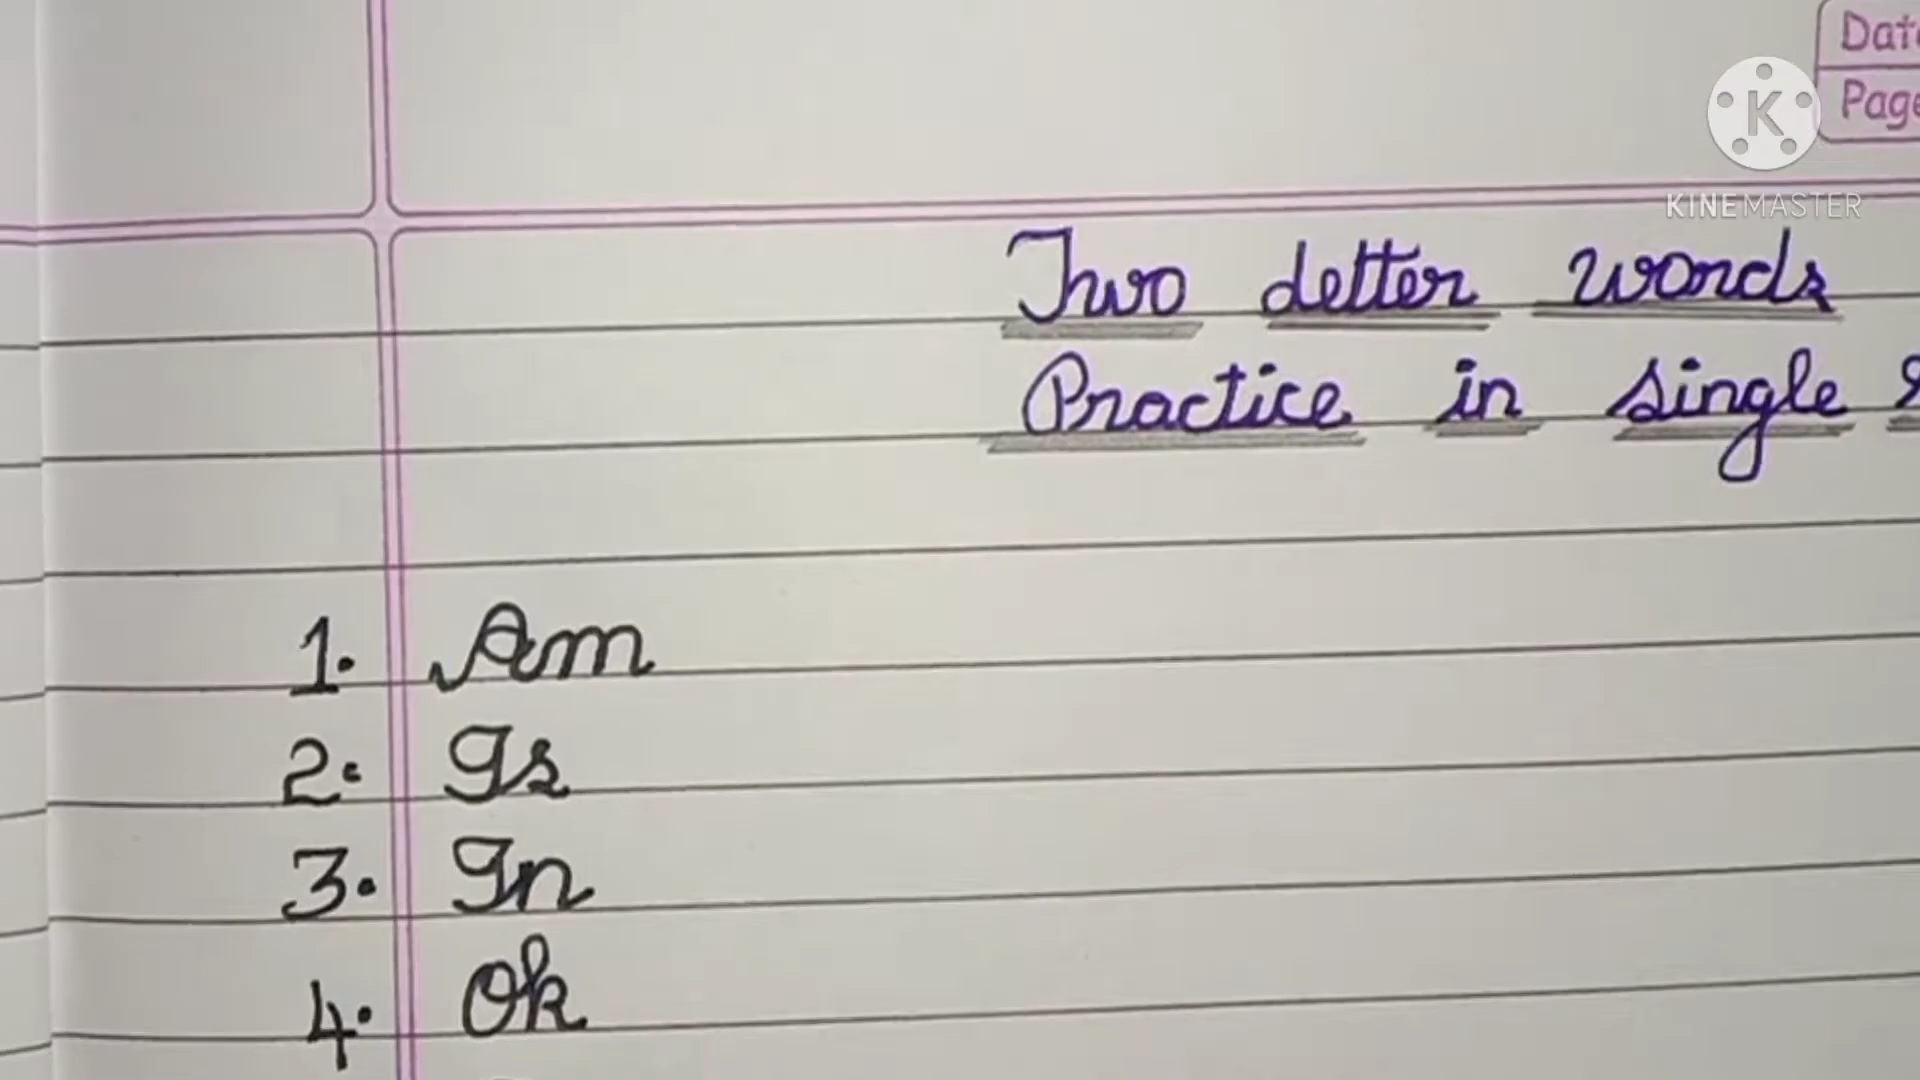 Date
Page
KINEMASTER
Two letter words
Practice in single
1. Am
2. Is
3. In
4. Ok